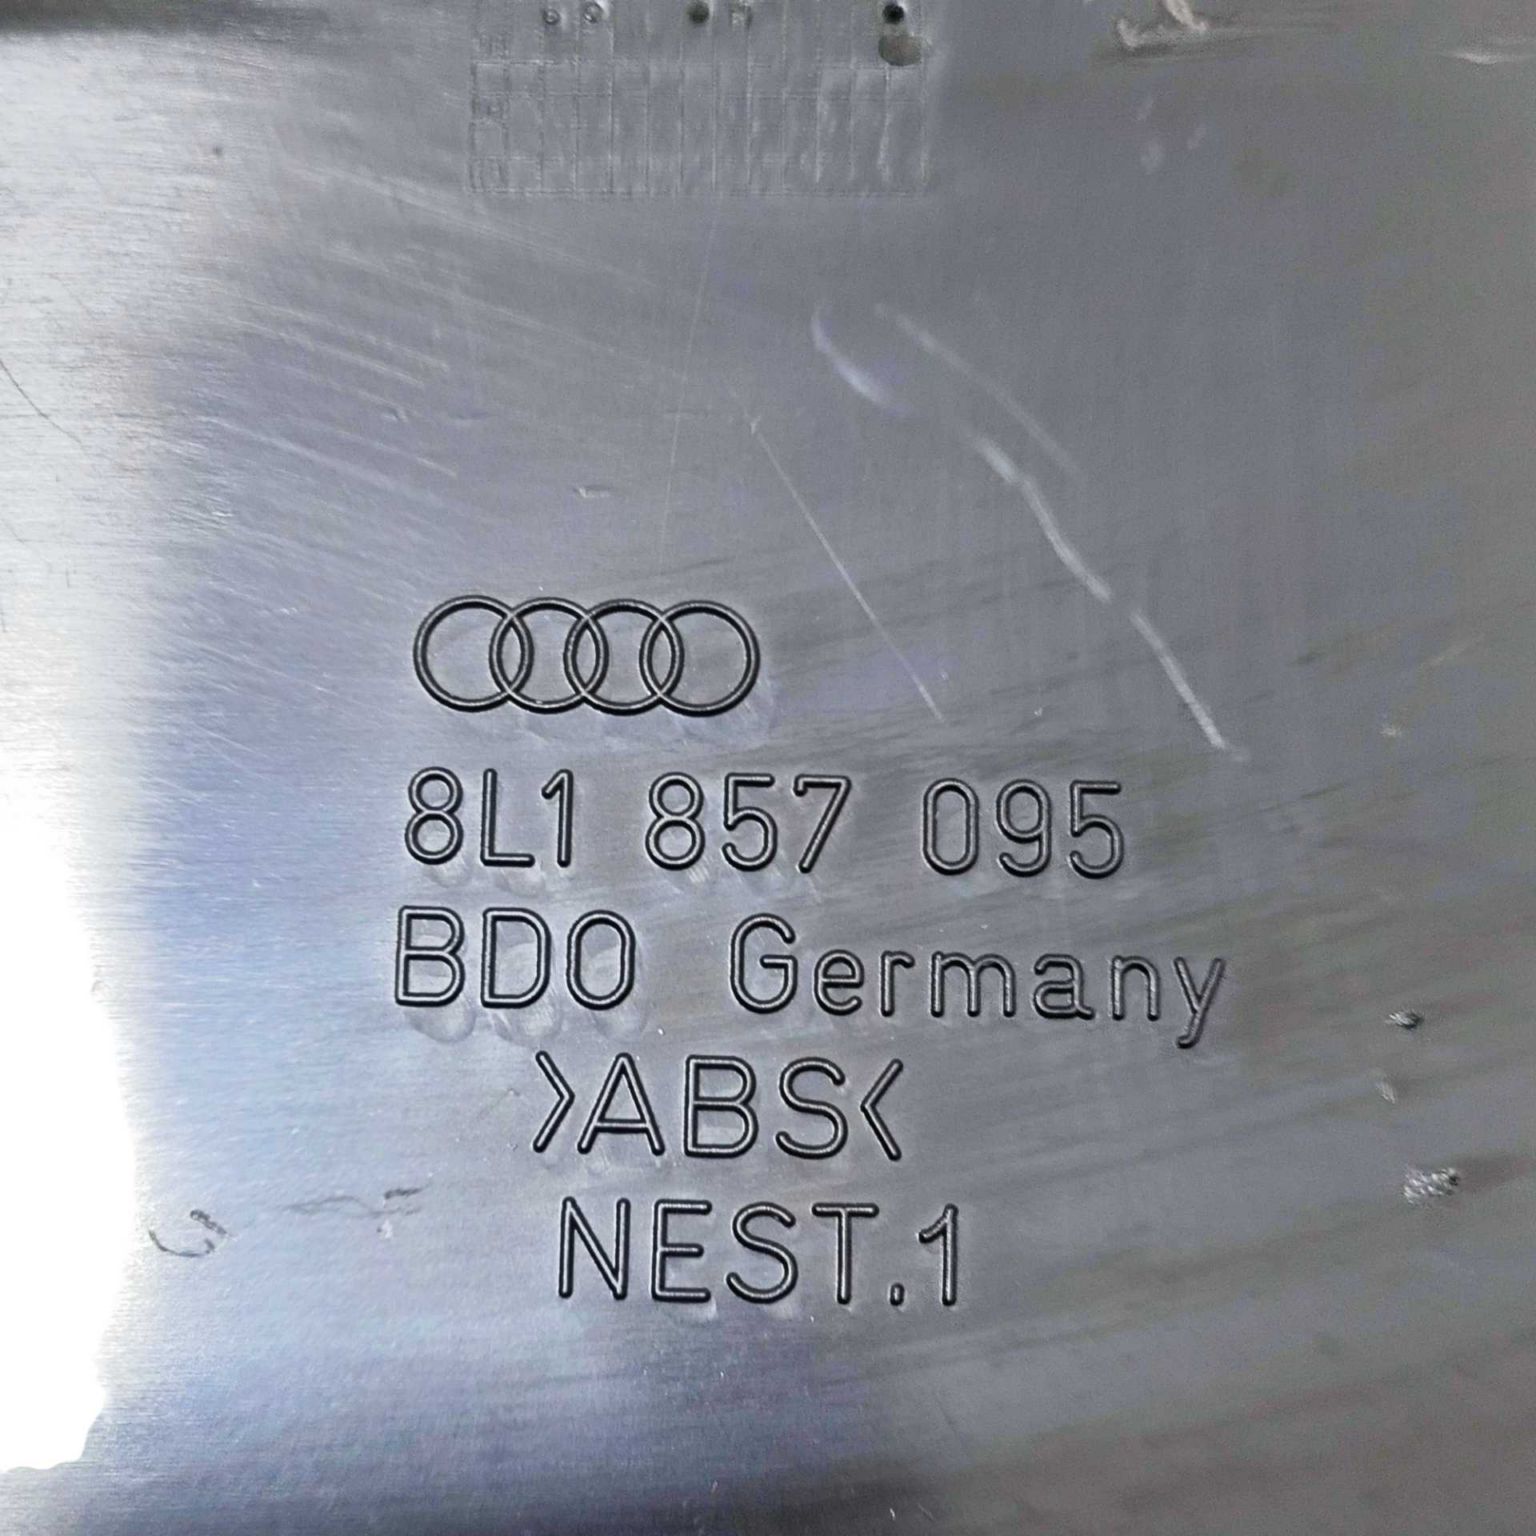 8L1 857 095
BDO Germany
>ABS<
NEST.1